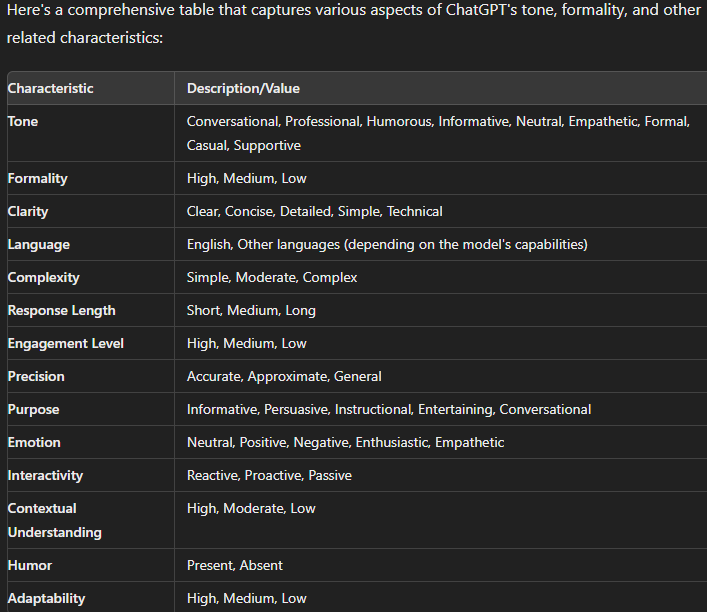 Here's a comprehensive table that captures various aspects of ChatGPT's tone, formality, and other
related characteristics:
Characteristic Description/Value
Tone Conversational, Professional, Humorous, Informative, Neutral, Empathetic, Formal,
Casual, Supportive
Formality High, Medium, Low
Clarity Clear, Concise, Detailed, Simple, Technical
Language English, Other languages (depending on the model's capabilities)
Complexity Simple, Moderate, Complex
Response Length Short, Medium, Long
Engagement Level High, Medium, Low
Precision Accurate, Approximate, General
Purpose Informative, Persuasive, Instructional, Entertaining, Conversational
Emotion Neutral, Positive, Negative, Enthusiastic, Empathetic
Interactivity Reactive, Proactive, Passive
Contextual High, Moderate, Low
Understanding
Humor Present, Absent
Adaptability High, Medium, Low